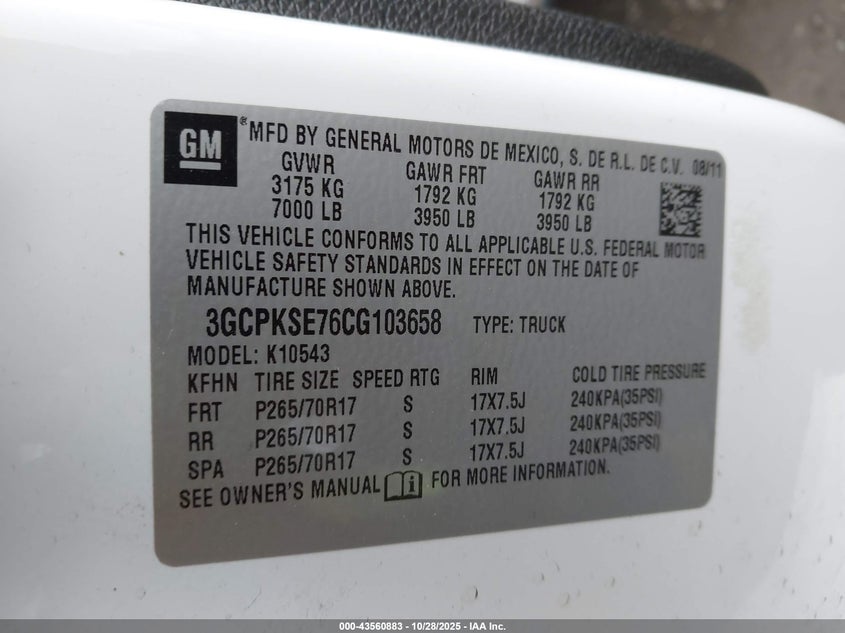 GM ® MFD BY GENERAL MOTORS DE MEXICO, S. DE R.L. DE C.V. 08/11
GVWR GAWR FRT GAWR RR
3175 KG 1792 KG 1792 KG
7000 LB 3950 LB 3950 LB
THIS VEHICLE CONFORMS TO ALL APPLICABLE U.S. FEDERAL MOTOR
VEHICLE SAFETY STANDARDS IN EFFECT ON THE DATE OF
MANUFACTURE SHOWN ABOVE.
3GCPKSE76CG103658 TYPE: TRUCK
MODEL: K10543
KFHN TIRE SIZE SPEED RTG RIM COLD TIRE PRESSURE
FRT P265/70R17 S 17X7.5J 240KPA(35PSI)
RR P265/70R17 S 17X7.5J 240KPA(35PSI)
SPA P265/70R17 S 17X7.5J 240KPA(35PSI)
SEE OWNER'S MANUAL FOR MORE INFORMATION.
000-43560883 | 10/28/2025 | IAA Inc.